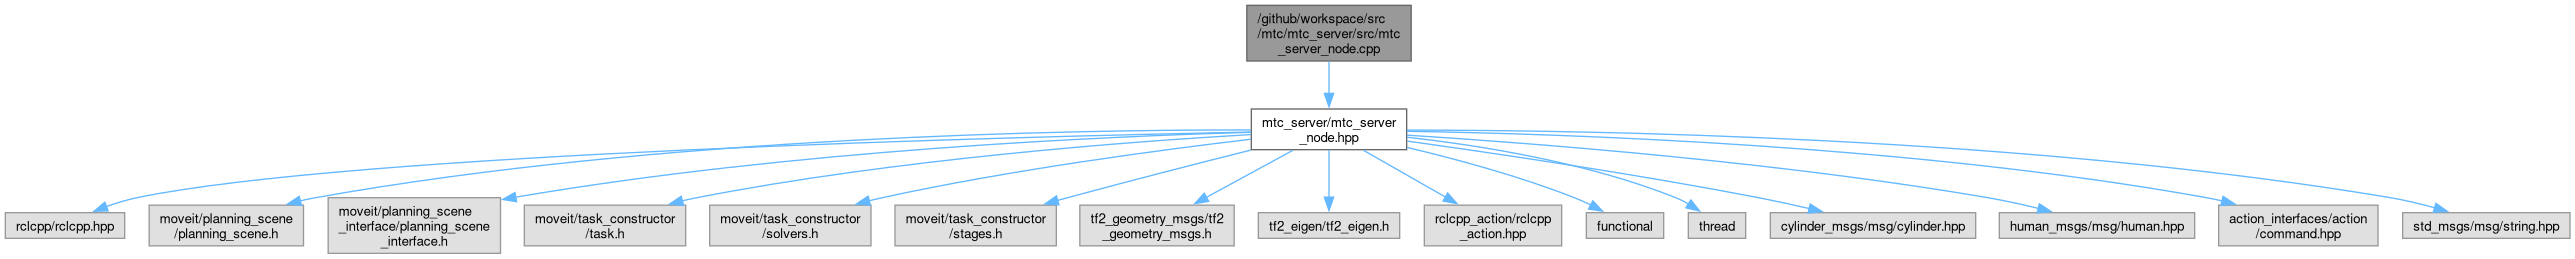 /github/workspace/src
/mtc/mtc_server/src/mtc
_server_node.cpp
mtc_server/mtc_server
_node.hpp
rclcpp/rclcpp.hpp
moveit/planning_scene
/planning_scene.h
moveit/planning_scene
_interface/planning_scene
_interface.h
moveit/task_constructor
/task.h
moveit/task_constructor
/solvers.h
moveit/task_constructor
/stages.h
tf2_geometry_msgs/tf2
_geometry_msgs.h
tf2_eigen/tf2_eigen.h
rclcpp_action/rclcpp
_action.hpp
functional
thread
cylinder_msgs/msg/cylinder.hpp
human_msgs/msg/human.hpp
action_interfaces/action
/command.hpp
std_msgs/msg/string.hpp